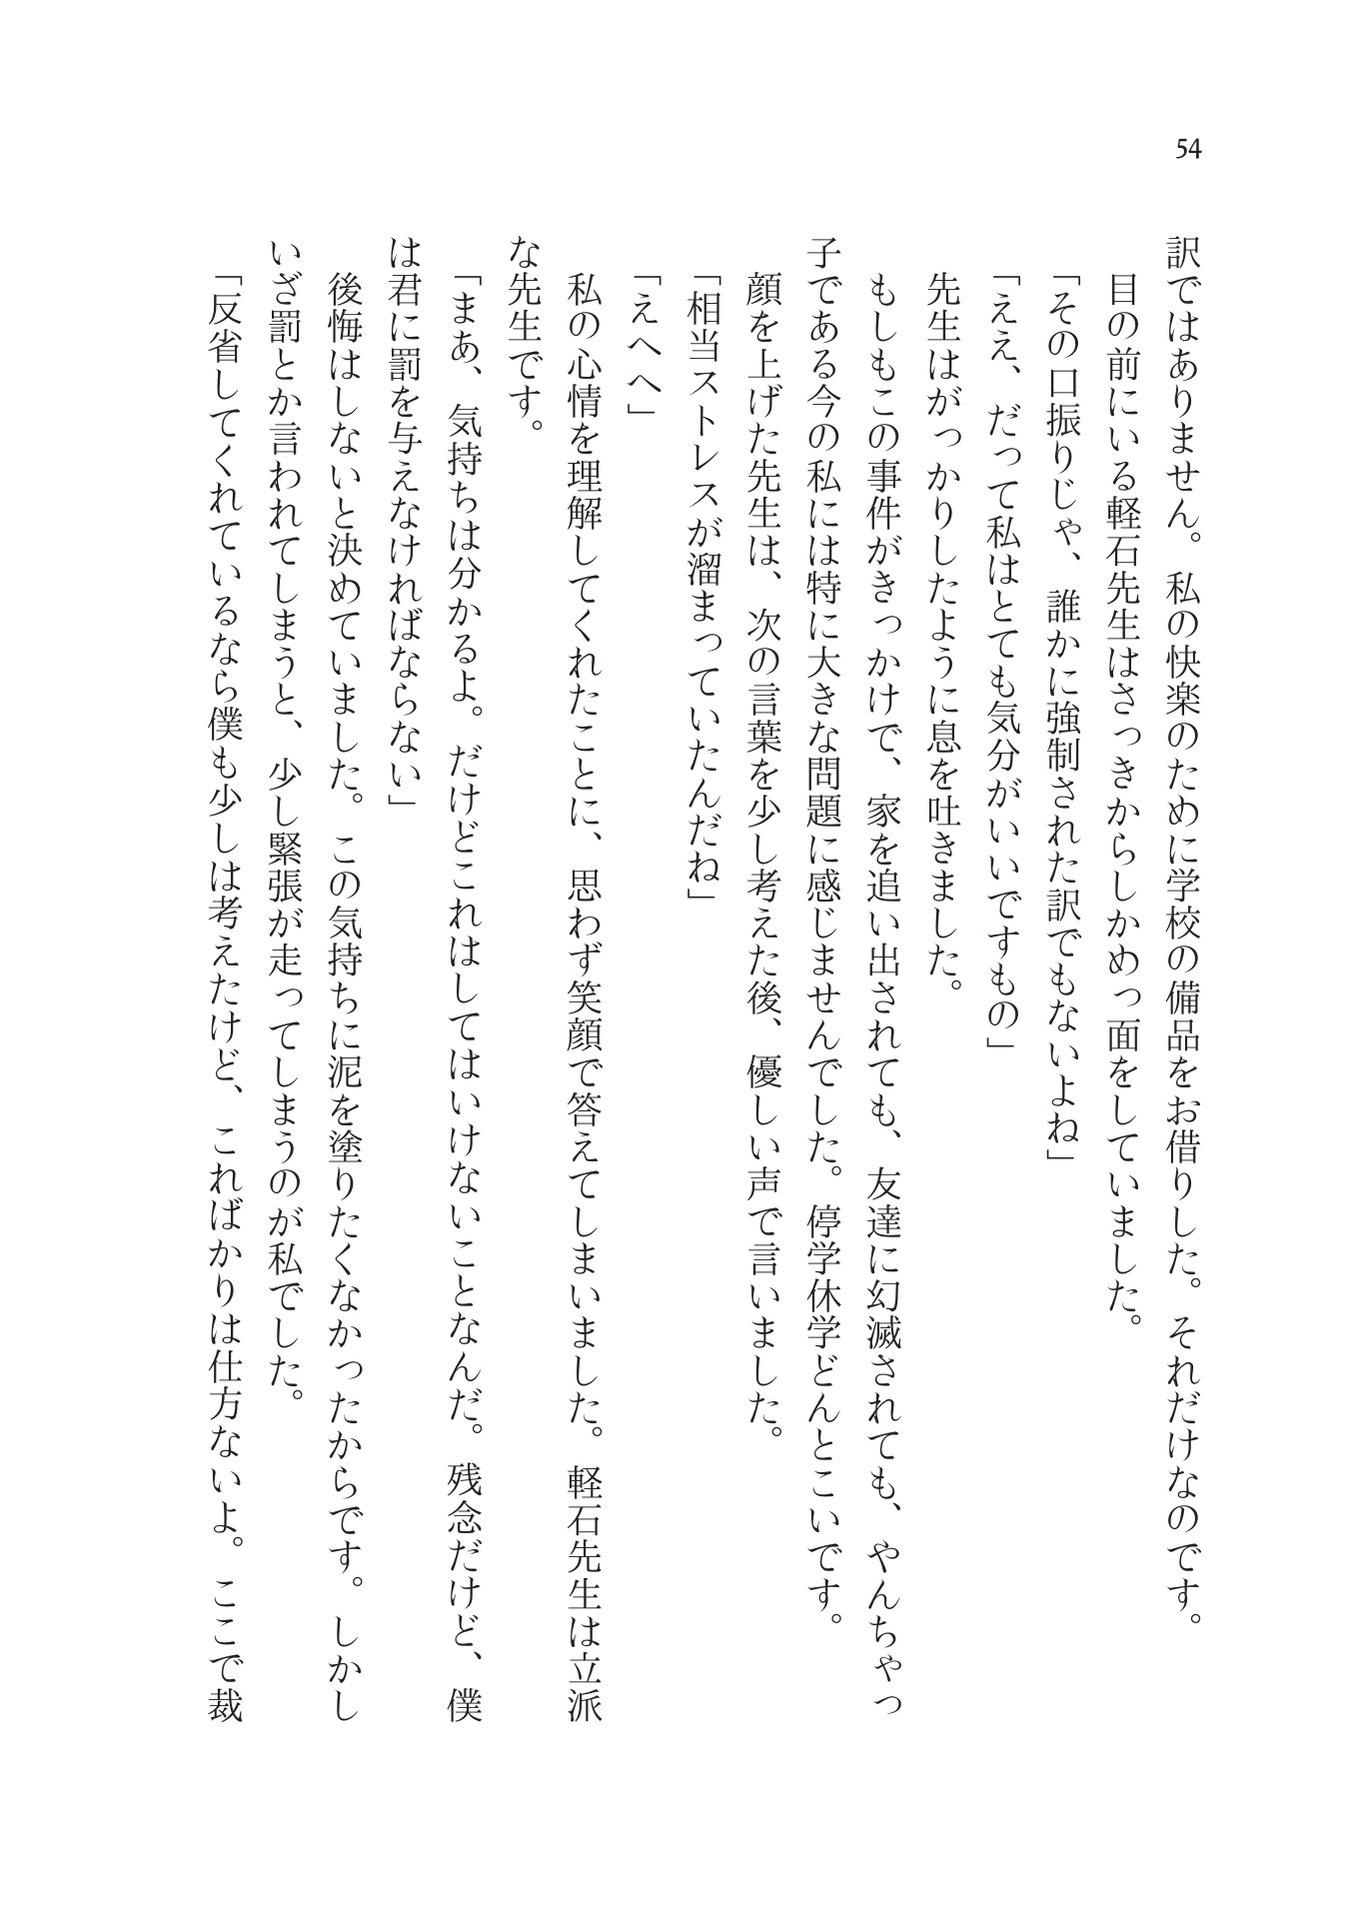 54
訳ではありません。私の快楽のために学校の備品をお借りした。それだけなのです。
目の前にいる軽石先生はさっきからしかめっ面をしていました。
「その口振りじゃ、誰かに強制された訳でもないよね」
「ええ、だって私はとても気分がいいですもの」
先生はがっかりしたように息を吐きました。
もしもこの事件がきっかけで、家を追い出されても、友達に幻滅されても、やんちゃっ
子である今の私には特に大きな問題に感じませんでした。停学休学どんとこいです。
顔を上げた先生は、次の言葉を少し考えた後、優しい声で言いました。
「相当ストレスが溜まっていたんだね」
「えへへ」
私の心情を理解してくれたことに、思わず笑顔で答えてしまいました。軽石先生は立派
な先生です。
「まあ、気持ちは分かるよ。だけどこれはしてはいけないことなんだ。残念だけど、僕
は君に罰を与えなければならない」
後悔はしないと決めていました。この気持ちに泥を塗りたくなかったからです。しかし
いざ罰とか言われてしまうと、少し緊張が走ってしまうのが私でした。
「反省してくれているなら僕も少しは考えたけど、こればかりは仕方ないよ。ここで裁